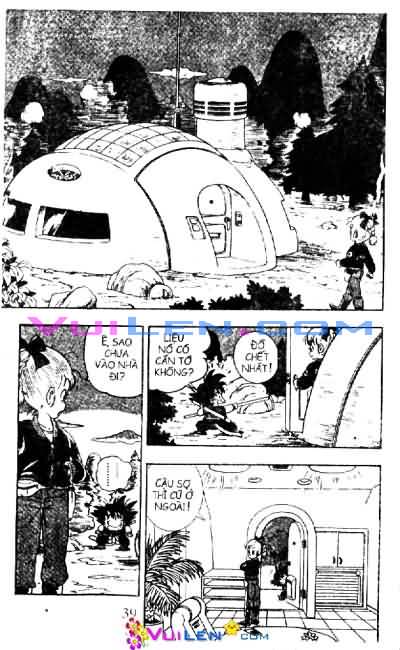 VUILEN.COM
Ê, SAO
CHƯA
VÀO NHÀ
ĐI?
LIỆU
NÓ CÓ
CẮN TỚ
KHÔNG?
ĐỒ
CHẾT
NHÁT!
CẬU SỢ
THÌ CỨ Ở
NGOÀI!
VUILEN.COM